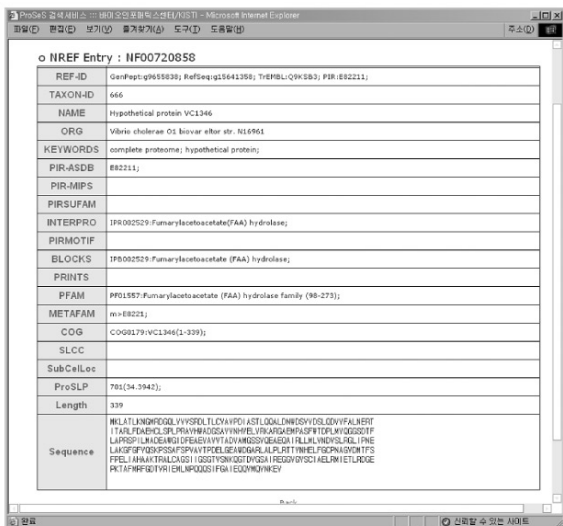 ProSeS 검색서비스 ::: 바이오인포매틱스센터/KISTI - Microsoft Internet Explorer
파일(F) 편집(E) 보기(V) 즐겨찾기(A) 도구(T) 도움말(H) 주소(D)
o NREF Entry : NF00720858
REF-ID GenPept:g9655838; RefSeq:g15641358; TrEMBL:Q9KSB3; PIR:E82211;
TAXON-ID 666
NAME Hypothetical protein VC1346
ORG Vibrio cholerae O1 biovar eltor str. N16961
KEYWORDS complete proteome; hypothetical protein;
PIR-ASDB E82211;
PIR-MIPS
PIRSUFAM
INTERPRO IPR002529:Fumarylacetoacetate(FAA) hydrolase;
PIRMOTIF
BLOCKS IPB002529:Fumarylacetoacetate (FAA) hydrolase;
PRINTS
PFAM PF01557:Fumarylacetoacetate (FAA) hydrolase family (98-273);
METAFAM m>E8221;
COG COG0179:VC1346(1-339);
SLCC
SubCelLoc
ProSLP 781(34.3942);
Length 339
Sequence
Back
신뢰할 수 있는 사이트